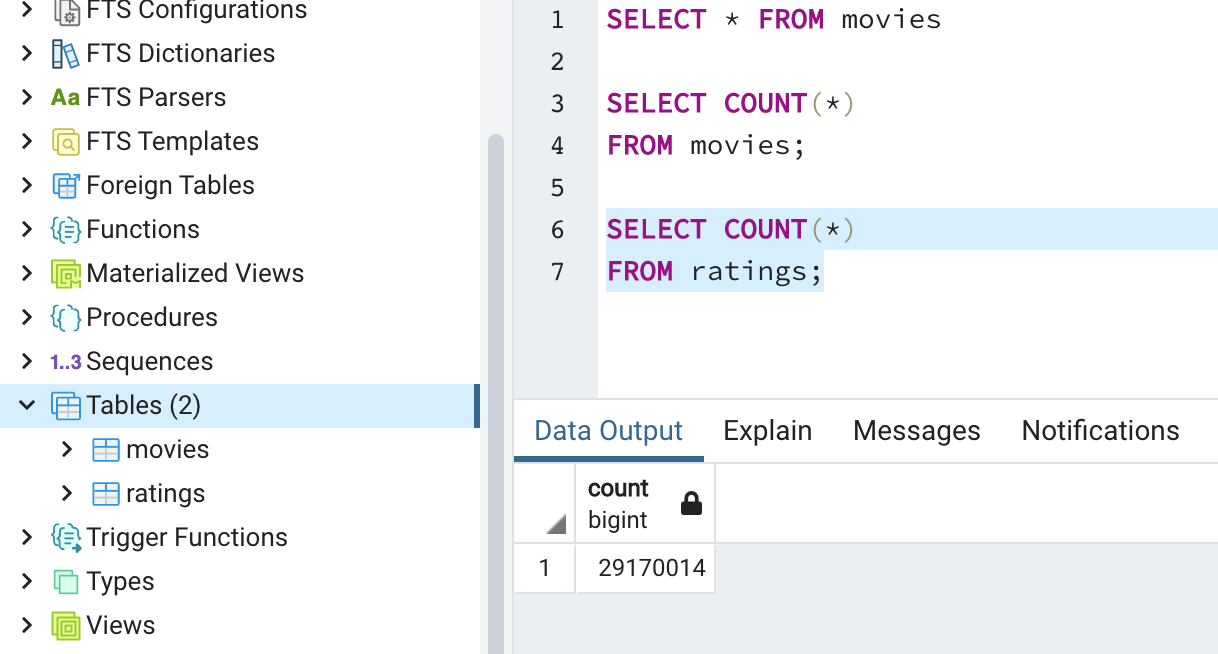 FTS Configurations
FTS Dictionaries
Aa FTS Parsers
FTS Templates
Foreign Tables
Functions
Materialized Views
Procedures
1..3 Sequences
Tables (2)
movies
ratings
Trigger Functions
Types
Views
1 SELECT * FROM movies
2
3 SELECT COUNT(*)
4 FROM movies;
5
6 SELECT COUNT(*)
7 FROM ratings;
Data Output Explain Messages Notifications
count
bigint
1 29170014